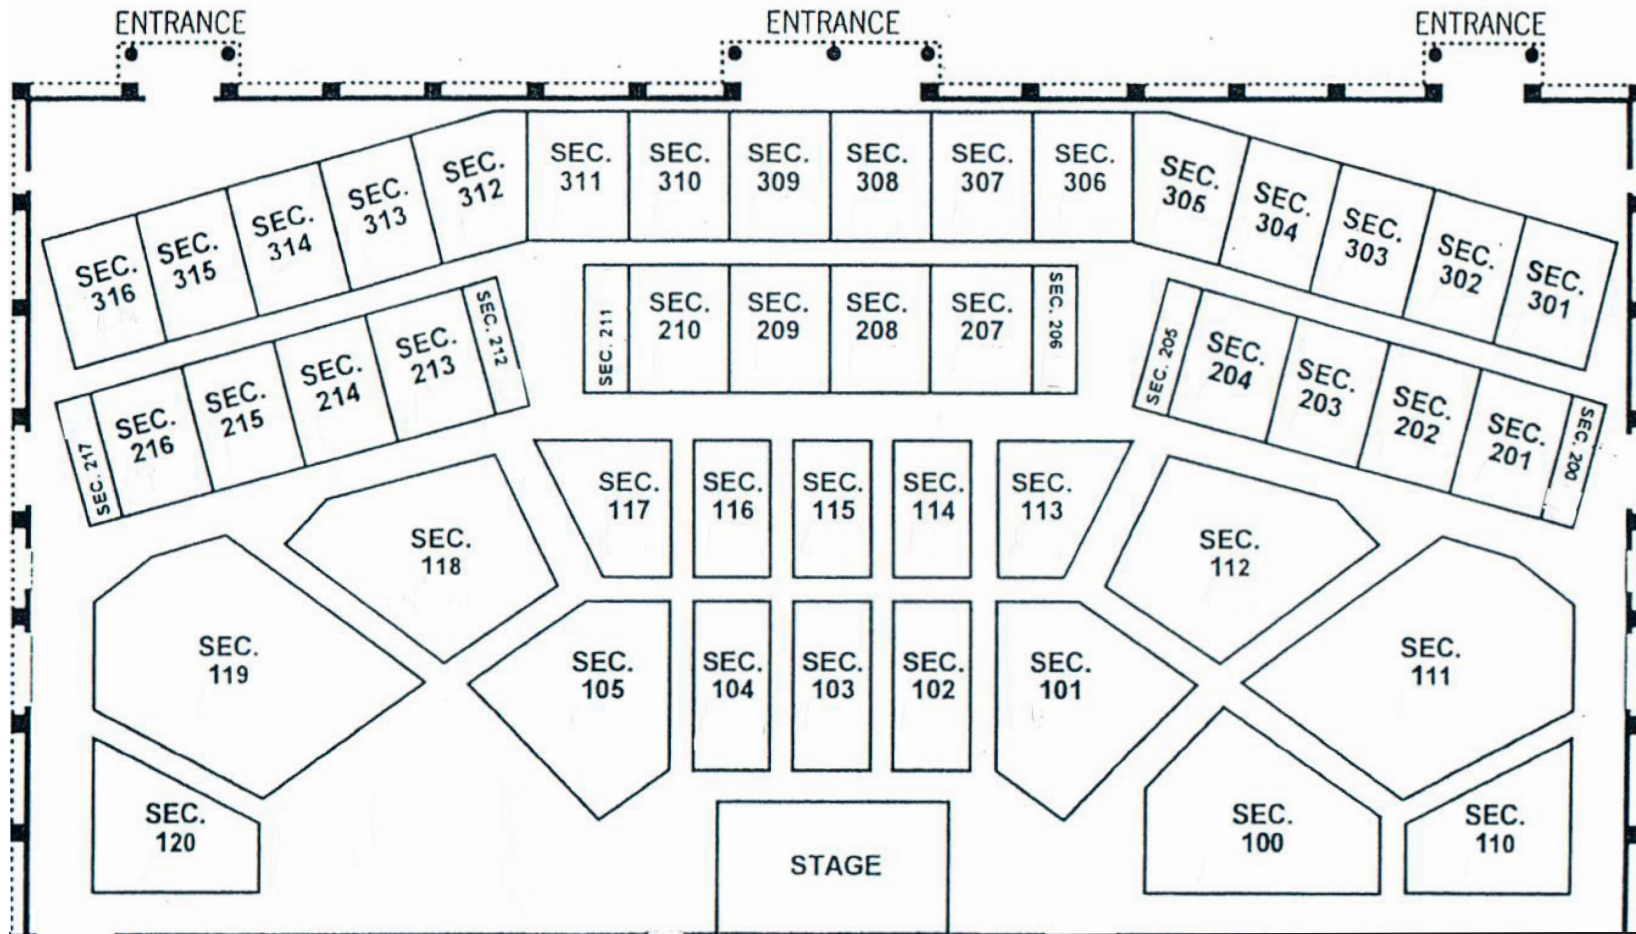 ENTRANCE
ENTRANCE
ENTRANCE
SEC.
316
SEC.
315
SEC.
314
SEC.
313
SEC.
312
SEC.
311
SEC.
310
SEC.
309
SEC.
308
SEC.
307
SEC.
306
SEC.
305
SEC.
304
SEC.
303
SEC.
302
SEC.
301
SEC. 217
SEC.
216
SEC.
215
SEC.
214
SEC.
213
SEC. 212
SEC. 211
SEC.
210
SEC.
209
SEC.
208
SEC.
207
SEC. 206
SEC. 205
SEC.
204
SEC.
203
SEC.
202
SEC.
201
SEC. 200
SEC.
119
SEC.
118
SEC.
117
SEC.
116
SEC.
115
SEC.
114
SEC.
113
SEC.
112
SEC.
111
SEC.
120
SEC.
105
SEC.
104
SEC.
103
SEC.
102
SEC.
101
SEC.
100
SEC.
110
STAGE